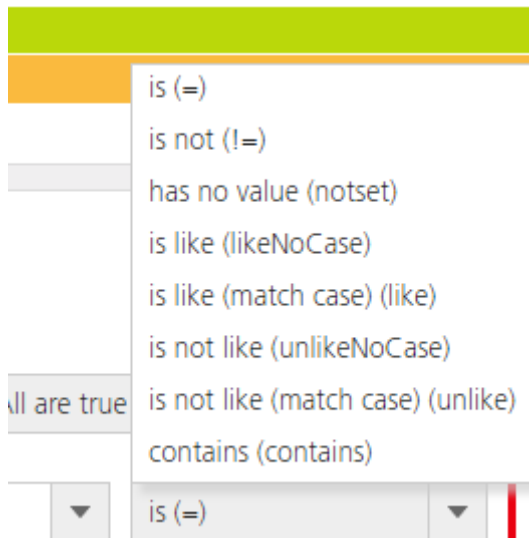 is (=)
is not (!=)
has no value (notset)
is like (likeNoCase)
is like (match case) (like)
is not like (unlikeNoCase)
All are true
is not like (match case) (unlike)
contains (contains)
is (=)